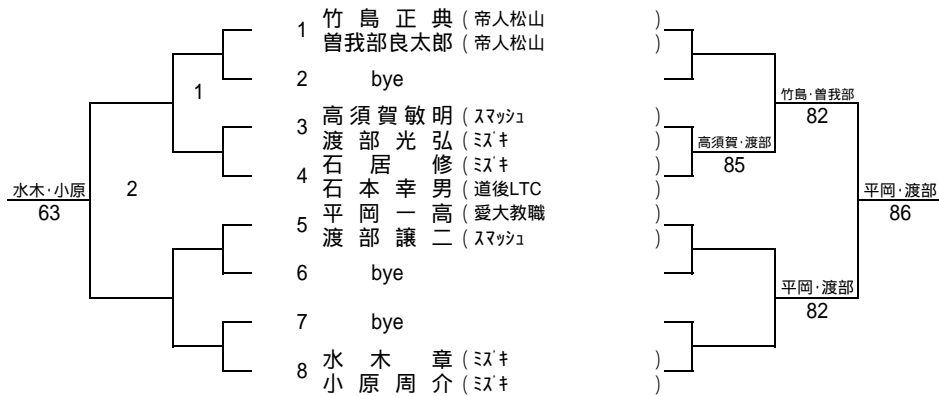 1 竹島正典 (帝人松山 )
曽我部良太郎 (帝人松山 )
2 bye
1
竹島・曽我部
82
3 高須賀敏明 (スマッシュ )
渡部光弘 (ミズキ )
高須賀・渡部
85
4 石居修 (ミズキ )
石本幸男 (道後LTC )
2
水木・小原
63
平岡・渡部
86
5 平岡一高 (愛大教職 )
渡部譲二 (スマッシュ )
6 bye
平岡・渡部
82
7 bye
8 水木章 (ミズキ )
小原周介 (ミズキ )